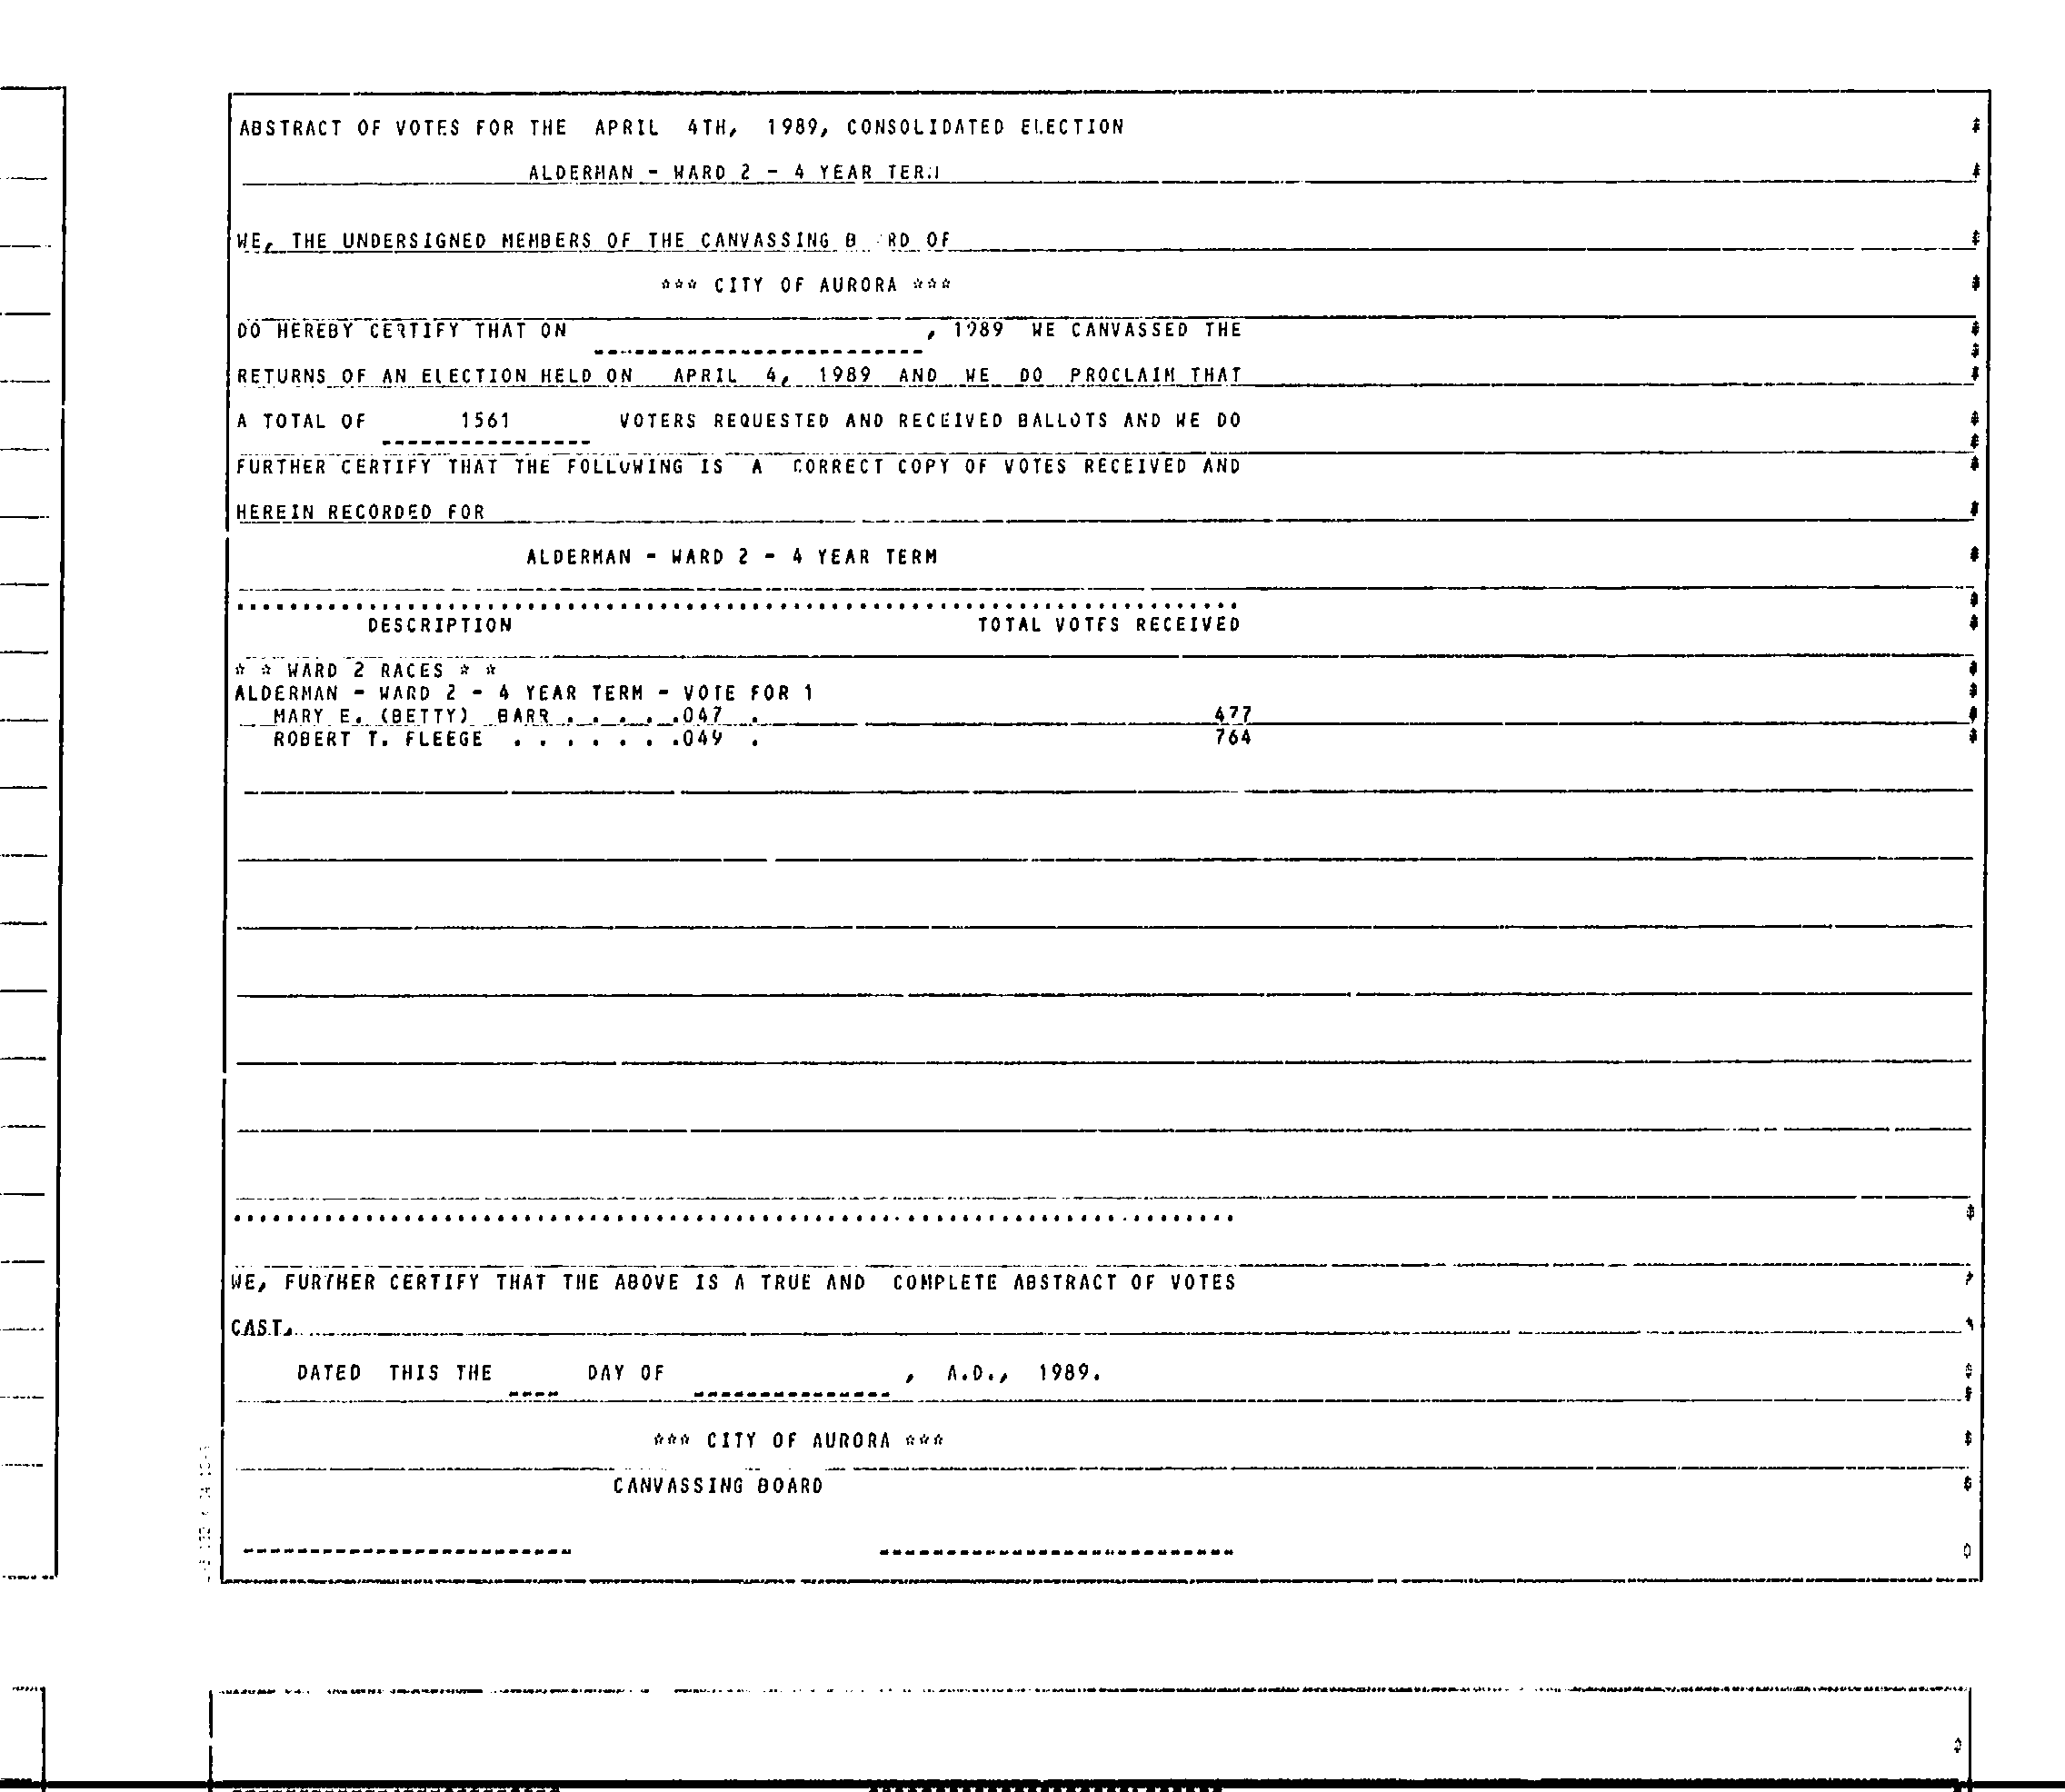 ABSTRACT OF VOTES FOR THE APRIL 4TH, 1989, CONSOLIDATED ELECTION
ALDERMAN - WARD 2 - 4 YEAR TERM
WE, THE UNDERSIGNED MEMBERS OF THE CANVASSING B RD OF
*** CITY OF AURORA ***
DO HEREBY CERTIFY THAT ON , 1989 WE CANVASSED THE
RETURNS OF AN ELECTION HELD ON APRIL 4, 1989 AND WE DO PROCLAIM THAT
A TOTAL OF 1561 VOTERS REQUESTED AND RECEIVED BALLOTS AND WE DO
FURTHER CERTIFY THAT THE FOLLOWING IS A CORRECT COPY OF VOTES RECEIVED AND
HEREIN RECORDED FOR
ALDERMAN - WARD 2 - 4 YEAR TERM
DESCRIPTION TOTAL VOTES RECEIVED
* * WARD 2 RACES * *
ALDERMAN - WARD 2 - 4 YEAR TERM - VOTE FOR 1
MARY E. (BETTY) BARR . . . . .047 . 477
ROBERT T. FLEEGE . . . . . . .049 . 764
WE, FURTHER CERTIFY THAT THE ABOVE IS A TRUE AND COMPLETE ABSTRACT OF VOTES
CAST.
DATED THIS THE DAY OF , A.D., 1989.
*** CITY OF AURORA ***
CANVASSING BOARD